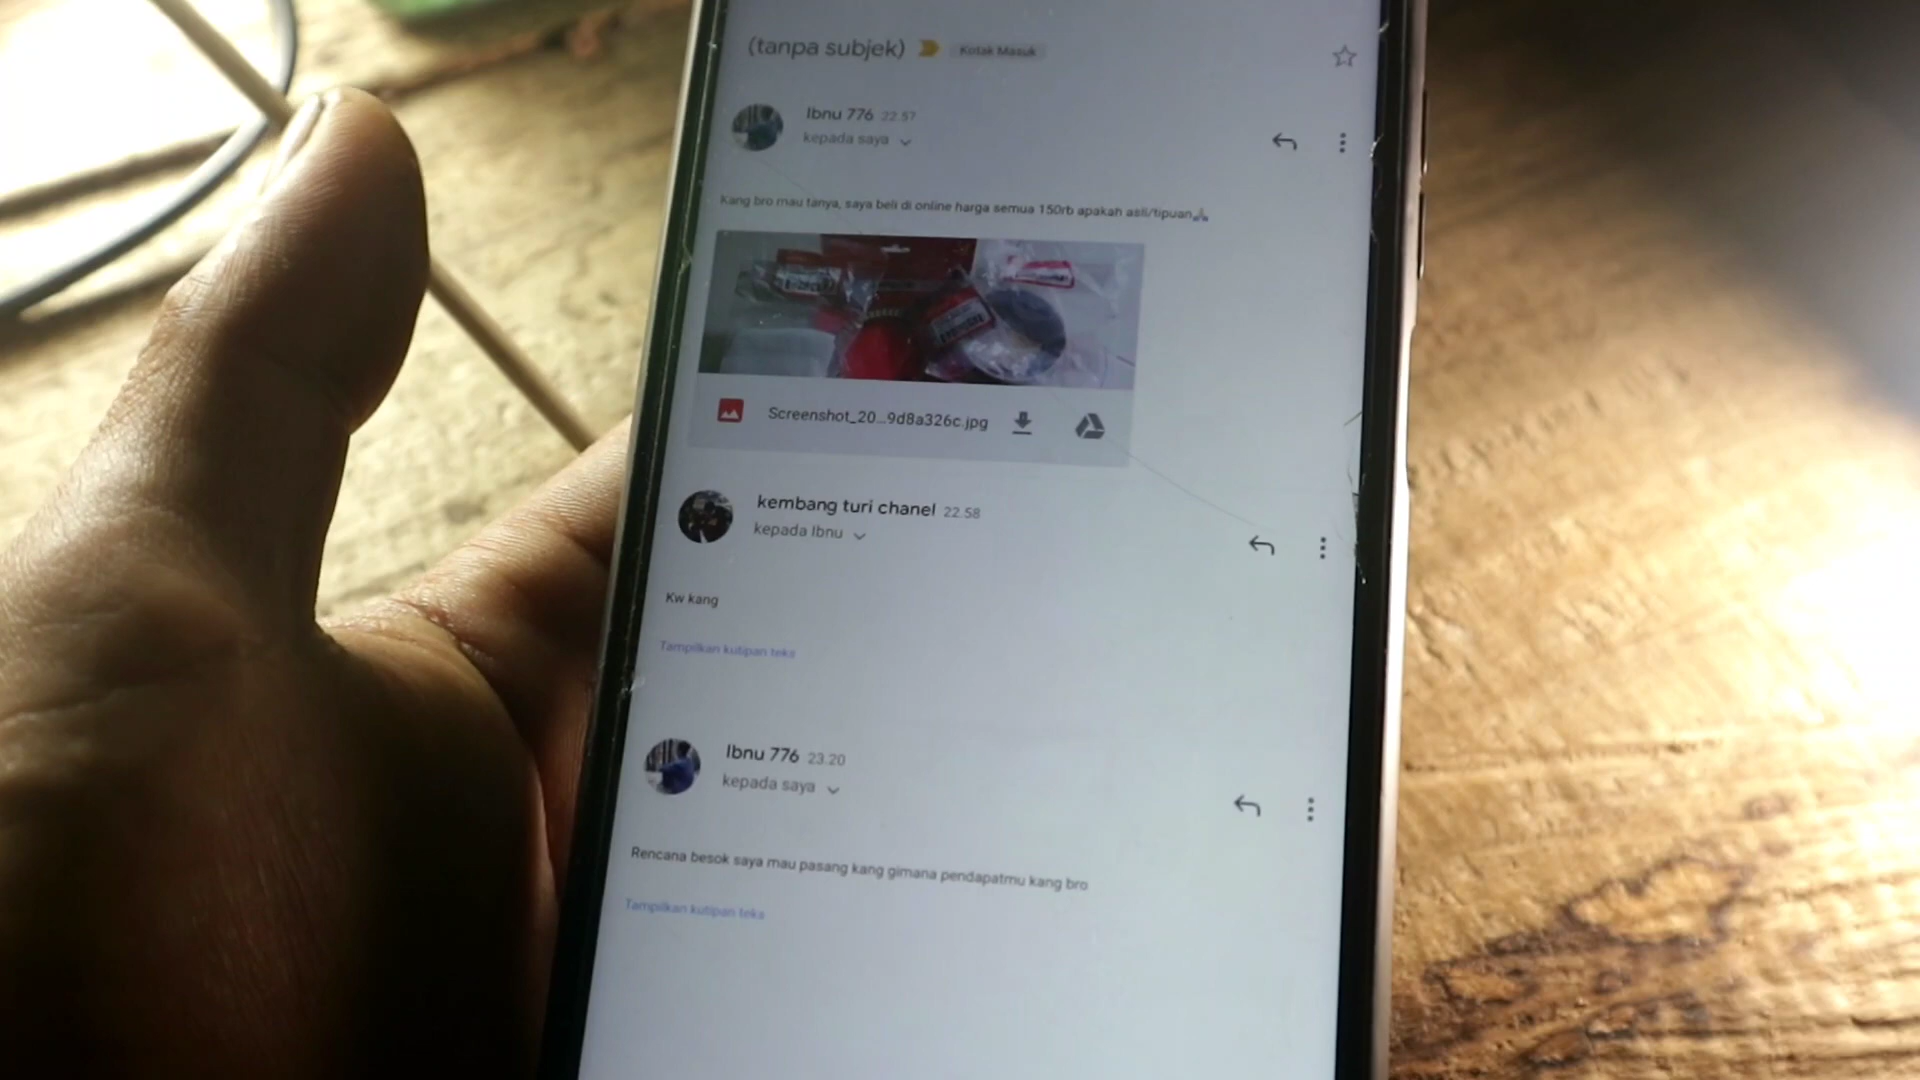 (tanpa subjek) Kotak Masuk
Ibnu 776 22.57
kepada saya
Kang bro mau tanya, saya beli di online harga semua 150rb apakah asli/tipuan🙏
Screenshot_20...9d8a326c.jpg
kembang turi chanel 22.58
kepada Ibnu
Kw kang
Tampilkan kutipan teks
Ibnu 776 23.20
kepada saya
Rencana besok saya mau pasang kang gimana pendapatmu kang bro
Tampilkan kutipan teks